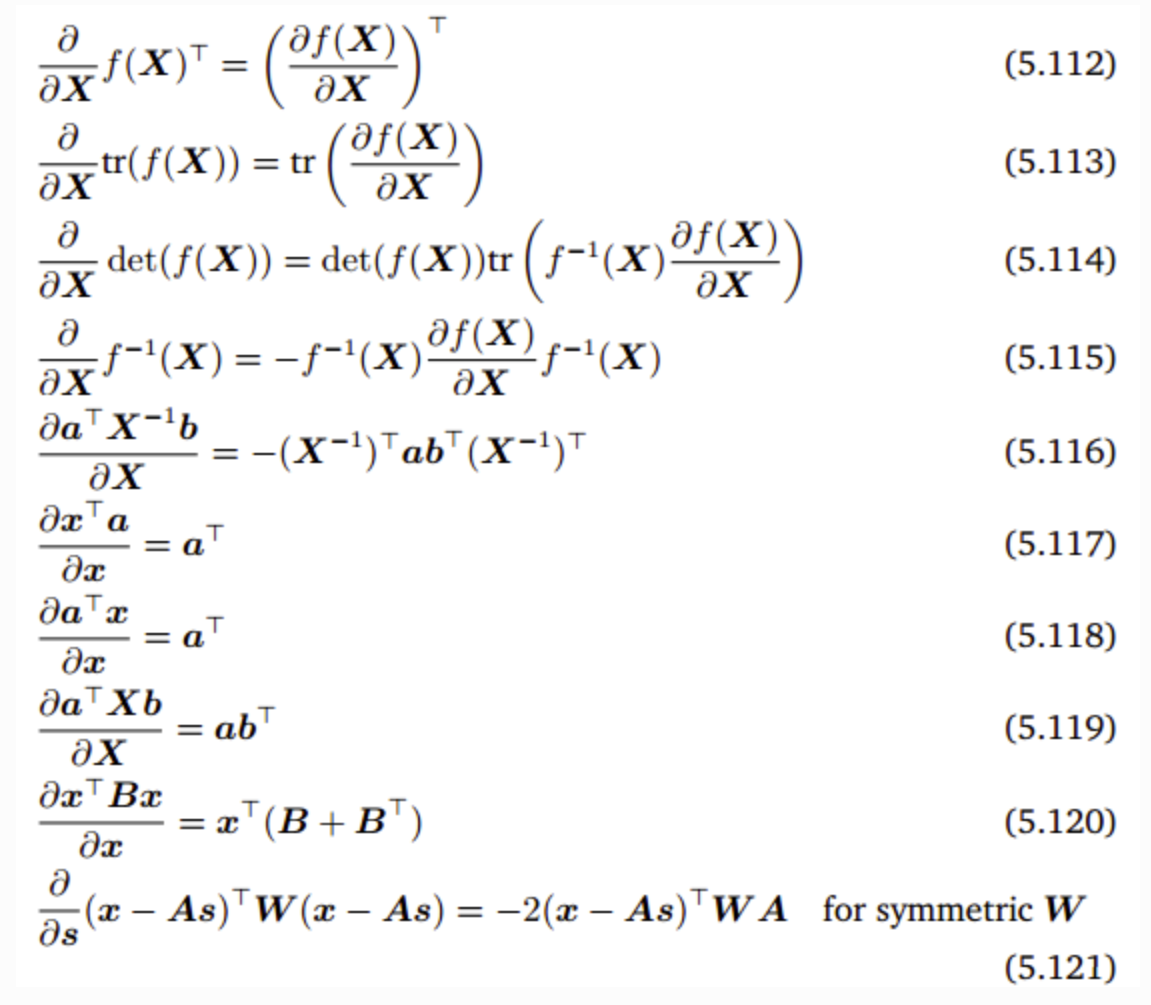 ∂/∂X f(X)⊤ = (∂f(X)/∂X)⊤ (5.112)
∂/∂X tr(f(X)) = tr(∂f(X)/∂X) (5.113)
∂/∂X det(f(X)) = det(f(X))tr(f⁻¹(X) ∂f(X)/∂X) (5.114)
∂/∂X f⁻¹(X) = −f⁻¹(X) ∂f(X)/∂X f⁻¹(X) (5.115)
∂a⊤X⁻¹b/∂X = −(X⁻¹)⊤ab⊤(X⁻¹)⊤ (5.116)
∂x⊤a/∂x = a⊤ (5.117)
∂a⊤x/∂x = a⊤ (5.118)
∂a⊤Xb/∂X = ab⊤ (5.119)
∂x⊤Bx/∂x = x⊤(B + B⊤) (5.120)
∂/∂s (x − As)⊤W(x − As) = −2(x − As)⊤WA for symmetric W
(5.121)